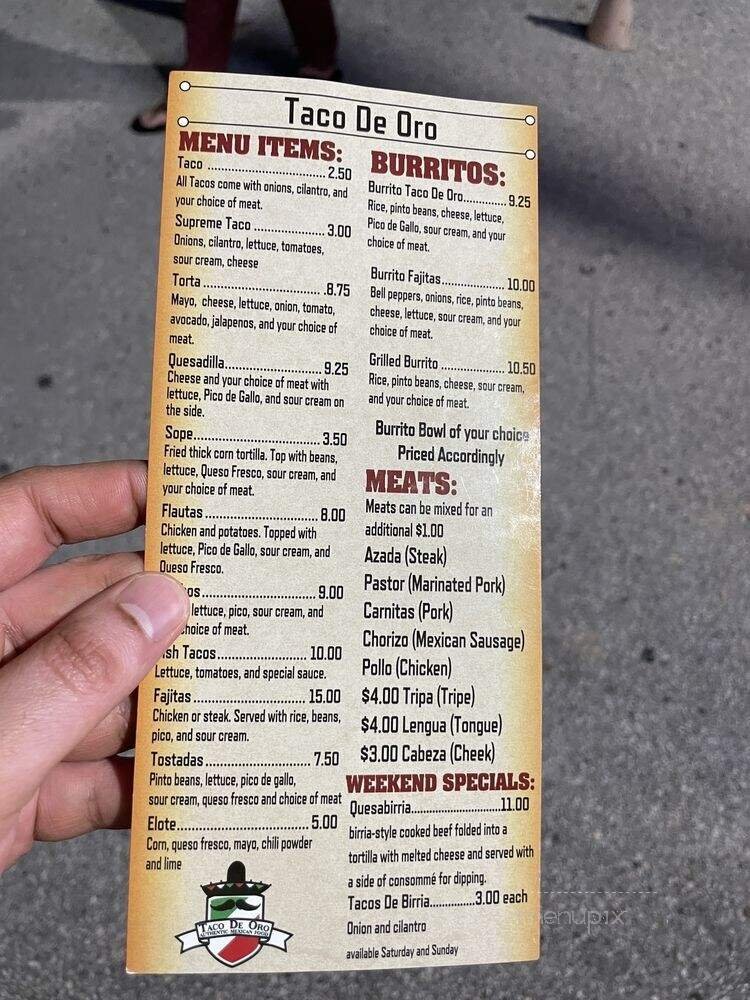 Taco De Oro
MENU ITEMS:
Taco ................................ 2.50
All Tacos come with onions, cilantro, and
your choice of meat.
Supreme Taco ................... 3.00
Onions, cilantro, lettuce, tomatoes,
sour cream, cheese
Torta ................................ .8.75
Mayo, cheese, lettuce, onion, tomato,
avocado, jalapenos, and your choice of
meat.
Quesadilla.......................... 9.25
Cheese and your choice of meat with
lettuce, Pico de Gallo, and sour cream on
the side.
Sope.................................. 3.50
Fried thick corn tortilla. Top with beans,
lettuce, Queso Fresco, sour cream, and
your choice of meat.
Flautas .............................. 8.00
Chicken and potatoes. Topped with
lettuce, Pico de Gallo, sour cream, and
Queso Fresco.
os.............................. 9.00
lettuce, pico, sour cream, and
choice of meat.
sh Tacos........................ 10.00
Lettuce, tomatoes, and special sauce.
Fajitas .............................. 15.00
Chicken or steak. Served with rice, beans,
pico, and sour cream.
Tostadas ............................ 7.50
Pinto beans, lettuce, pico de gallo,
sour cream, queso fresco and choice of meat
Elote.................................. 5.00
Corn, queso fresco, mayo, chili powder
and lime
TACO DE ORO
AUTHENTIC MEXICAN FOOD
BURRITOS:
Burrito Taco De Oro............ 9.25
Rice, pinto beans, cheese, lettuce,
Pico de Gallo, sour cream, and your
choice of meat.
Burrito Fajitas................. 10.00
Bell peppers, onions, rice, pinto beans,
cheese, lettuce, sour cream, and your
choice of meat.
Grilled Burrito .................. 10.50
Rice, pinto beans, cheese, sour cream,
and your choice of meat.
Burrito Bowl of your choice
Priced Accordingly
MEATS:
Meats can be mixed for an
additional $1.00
Azada (Steak)
Pastor (Marinated Pork)
Carnitas (Pork)
Chorizo (Mexican Sausage)
Pollo (Chicken)
$4.00 Tripa (Tripe)
$4.00 Lengua (Tongue)
$3.00 Cabeza (Cheek)
WEEKEND SPECIALS:
Quesabirria.........................11.00
birria-style cooked beef folded into a
tortilla with melted cheese and served with
a side of consommé for dipping.
Tacos De Birria..............3.00 each
Onion and cilantro
available Saturday and Sunday
menupix